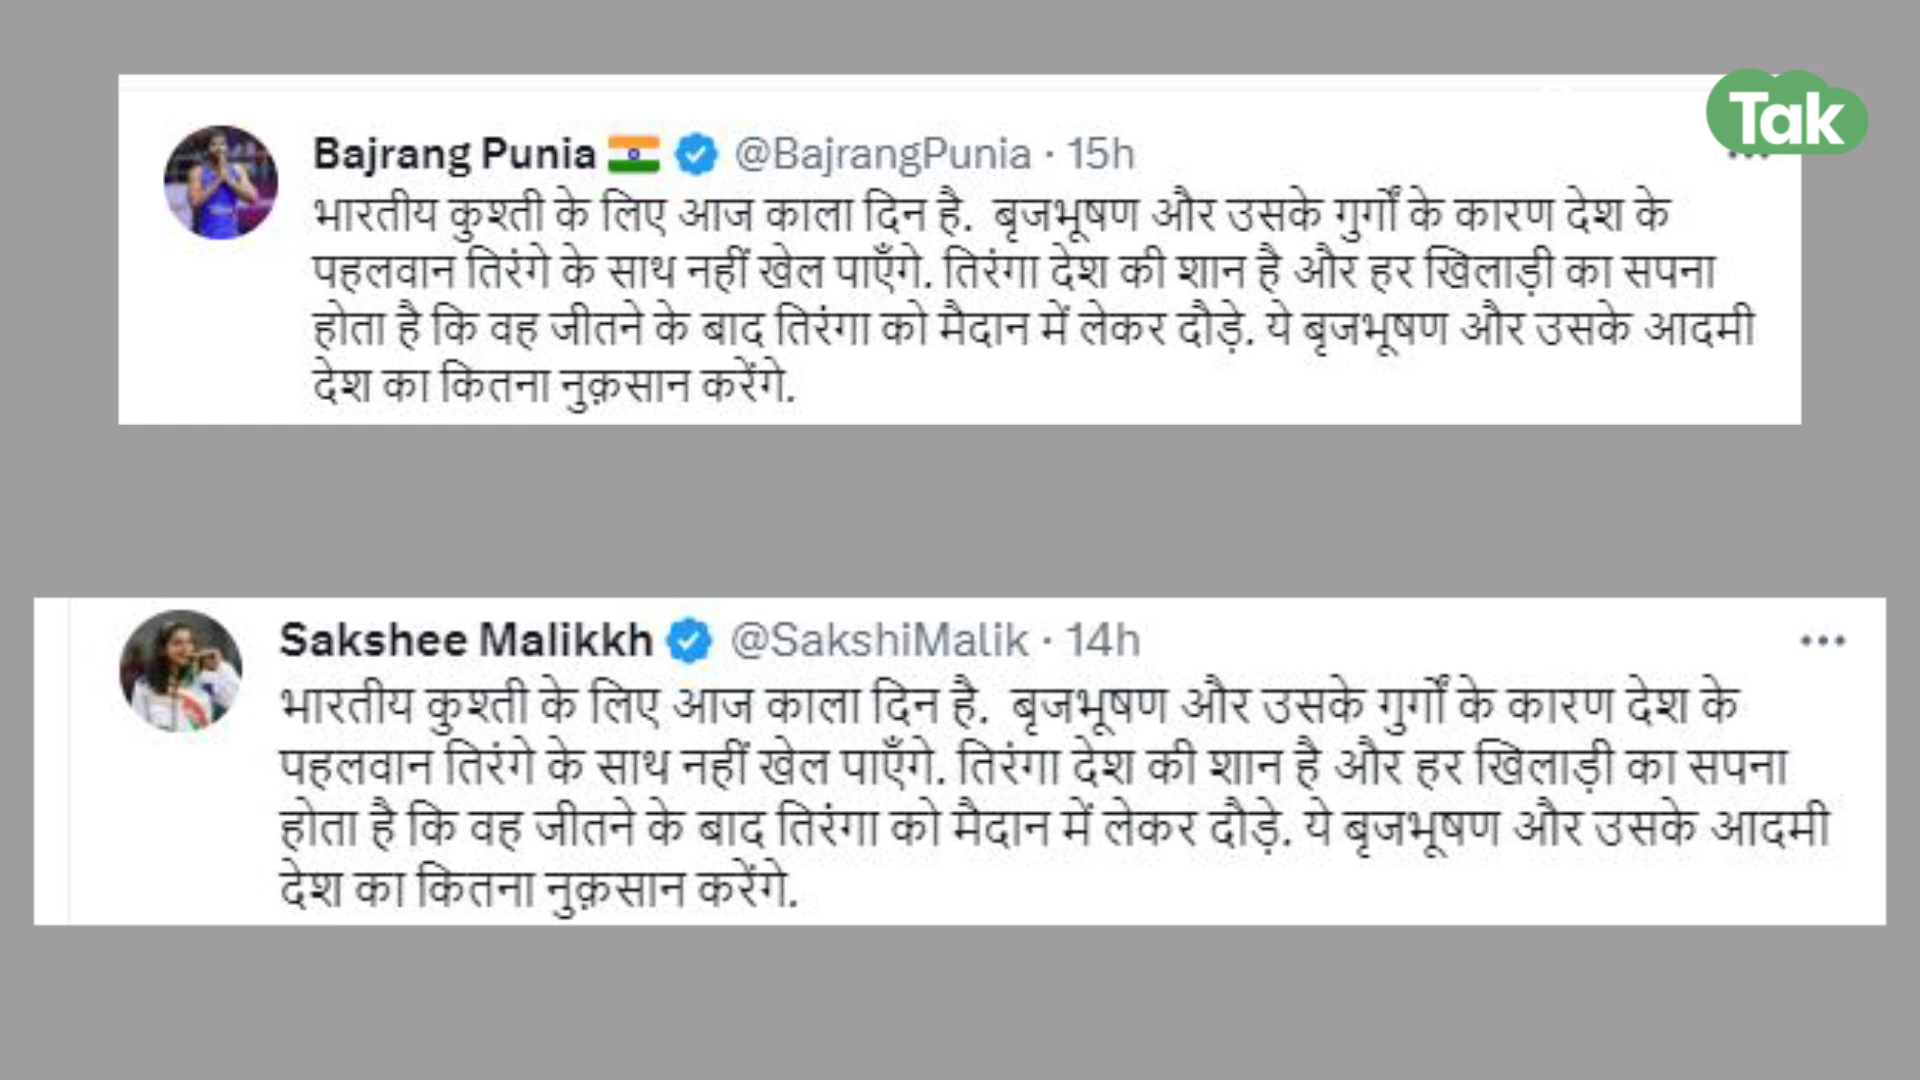 Tak
Bajrang Punia 🇮🇳 @BajrangPunia · 15h
भारतीय कुश्ती के लिए आज काला दिन है.  बृजभूषण और उसके गुर्गों के कारण देश के
पहलवान तिरंगे के साथ नहीं खेल पाएँगे. तिरंगा देश की शान है और हर खिलाड़ी का सपना
होता है कि वह जीतने के बाद तिरंगा को मैदान में लेकर दौड़े. ये बृजभूषण और उसके आदमी
देश का कितना नुक़सान करेंगे.
Sakshee Malikkh @SakshiMalik · 14h
भारतीय कुश्ती के लिए आज काला दिन है.  बृजभूषण और उसके गुर्गों के कारण देश के
पहलवान तिरंगे के साथ नहीं खेल पाएँगे. तिरंगा देश की शान है और हर खिलाड़ी का सपना
होता है कि वह जीतने के बाद तिरंगा को मैदान में लेकर दौड़े. ये बृजभूषण और उसके आदमी
देश का कितना नुक़सान करेंगे.